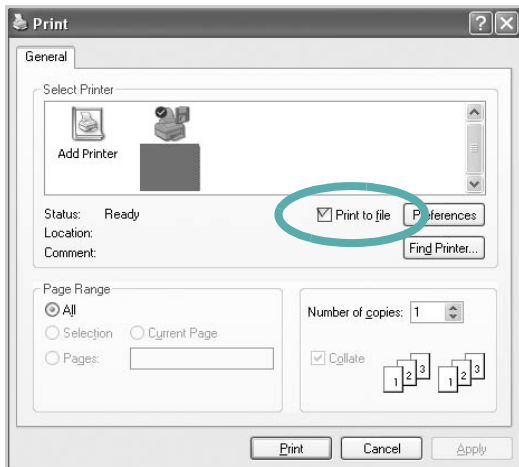 Print
General
Select Printer
Add Printer
Status: Ready
Print to file
Preferences
Location:
Comment:
Find Printer...
Page Range
All
Selection
Current Page
Pages:
Number of copies: 1
Collate
1 2 3 1 2 3
Print
Cancel
Apply